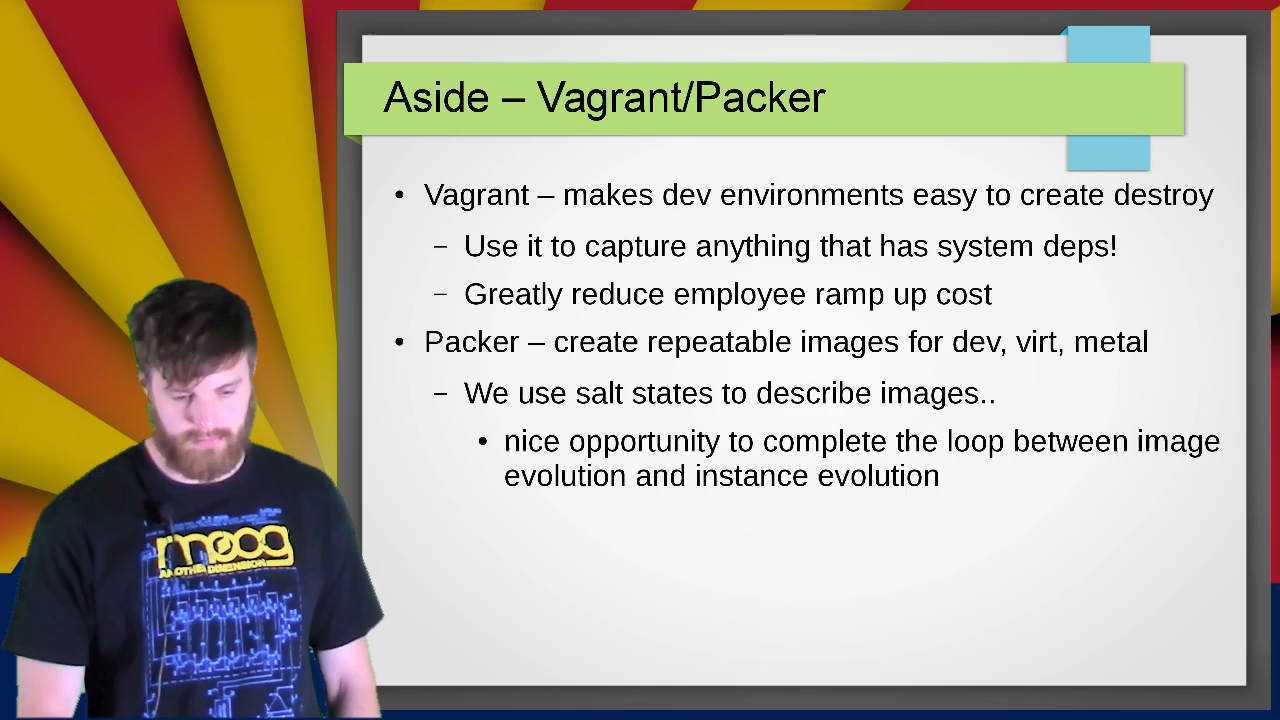 Aside – Vagrant/Packer
• Vagrant – makes dev environments easy to create destroy
– Use it to capture anything that has system deps!
– Greatly reduce employee ramp up cost
• Packer – create repeatable images for dev, virt, metal
– We use salt states to describe images..
• nice opportunity to complete the loop between image
evolution and instance evolution
moog
ANOTHER DIMENSION